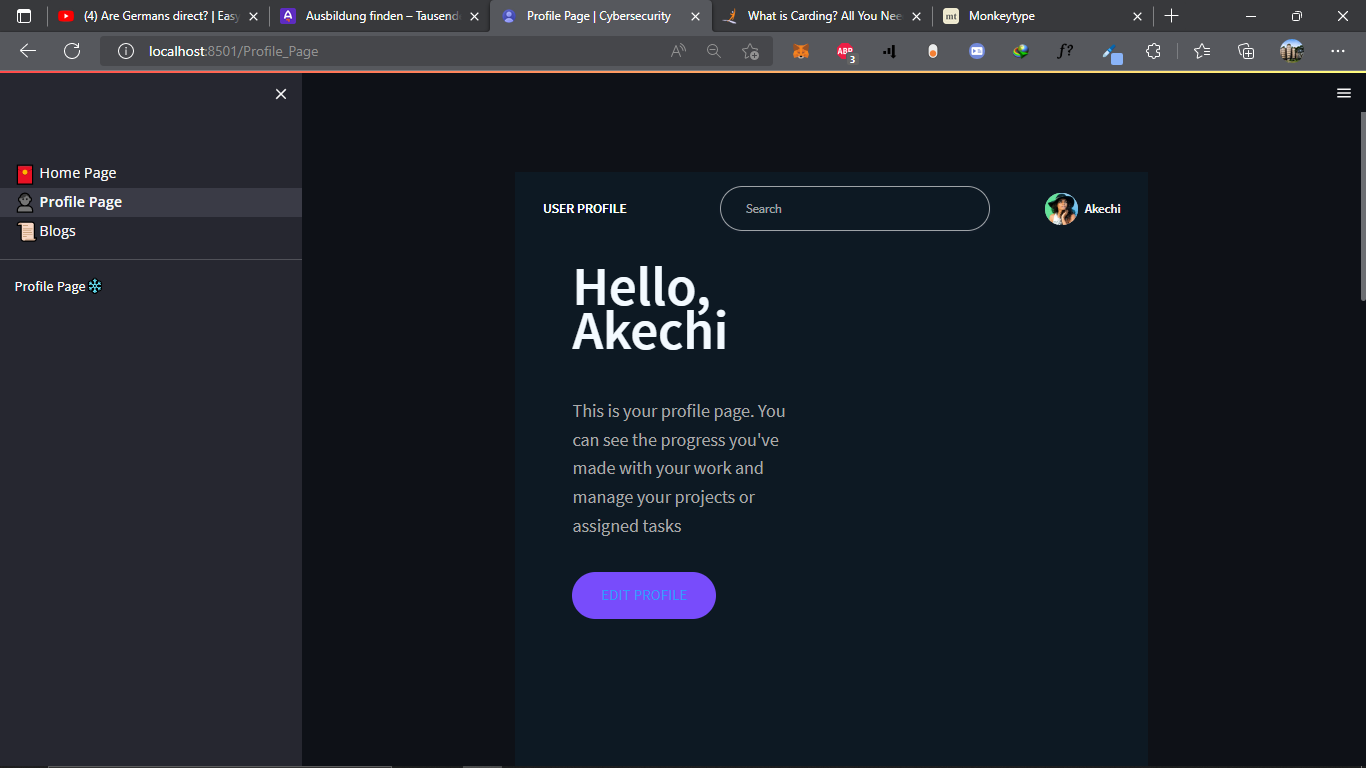 (4) Are Germans direct? | Easy
Ausbildung finden – Tausend
Profile Page | Cybersecurity
What is Carding? All You Nee
mt
Monkeytype
localhost:8501/Profile_Page
ABP
3
f?
Home Page
Profile Page
Blogs
Profile Page
USER PROFILE
Search
Akechi
Hello,
Akechi
This is your profile page. You
can see the progress you've
made with your work and
manage your projects or
assigned tasks
EDIT PROFILE